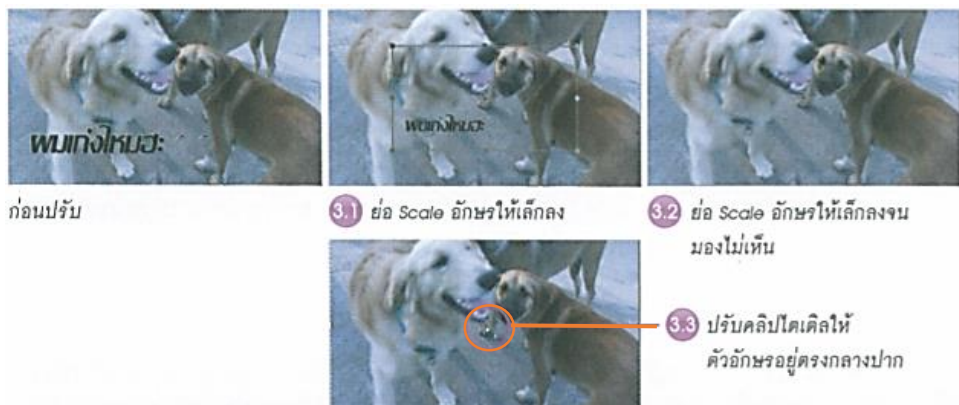 ผมเก่งไหมฮะ
ผมเก่งไหมฮะ
ก่อนปรับ
3.1 ย่อ Scale อักษรให้เล็กลง
3.2 ย่อ Scale อักษรให้เล็กลงจน
มองไม่เห็น
3.3 ปรับคลิปไตเติลให้
ตัวอักษรอยู่ตรงกลางปาก